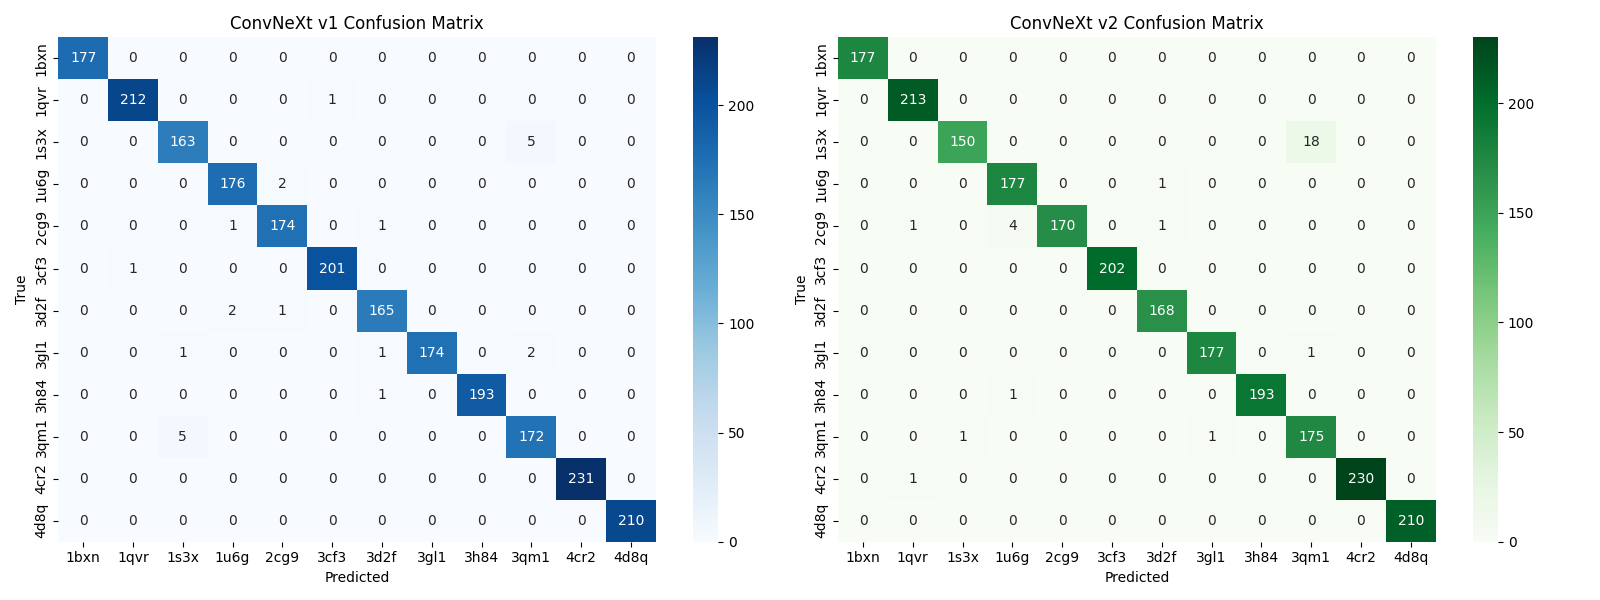 ConvNeXt v1 Confusion Matrix
True
1bxn 177 0 0 0 0 0 0 0 0 0 0 0
1qvr 0 212 0 0 0 1 0 0 0 0 0 0
1s3x 0 0 163 0 0 0 0 0 0 5 0 0
1u6g 0 0 0 176 2 0 0 0 0 0 0 0
2cg9 0 0 0 1 174 0 1 0 0 0 0 0
3cf3 0 1 0 0 0 201 0 0 0 0 0 0
3d2f 0 0 0 2 1 0 165 0 0 0 0 0
3gl1 0 0 1 0 0 0 1 174 0 2 0 0
3h84 0 0 0 0 0 0 1 0 193 0 0 0
3qm1 0 0 5 0 0 0 0 0 0 172 0 0
4cr2 0 0 0 0 0 0 0 0 0 0 231 0
4d8q 0 0 0 0 0 0 0 0 0 0 0 210
1bxn 1qvr 1s3x 1u6g 2cg9 3cf3 3d2f 3gl1 3h84 3qm1 4cr2 4d8q
Predicted
200
150
100
50
0
ConvNeXt v2 Confusion Matrix
True
1bxn 177 0 0 0 0 0 0 0 0 0 0 0
1qvr 0 213 0 0 0 0 0 0 0 0 0 0
1s3x 0 0 150 0 0 0 0 0 0 18 0 0
1u6g 0 0 0 177 0 0 1 0 0 0 0 0
2cg9 0 1 0 4 170 0 1 0 0 0 0 0
3cf3 0 0 0 0 0 202 0 0 0 0 0 0
3d2f 0 0 0 0 0 0 168 0 0 0 0 0
3gl1 0 0 0 0 0 0 0 177 0 1 0 0
3h84 0 0 0 1 0 0 0 0 193 0 0 0
3qm1 0 0 1 0 0 0 0 1 0 175 0 0
4cr2 0 1 0 0 0 0 0 0 0 0 230 0
4d8q 0 0 0 0 0 0 0 0 0 0 0 210
1bxn 1qvr 1s3x 1u6g 2cg9 3cf3 3d2f 3gl1 3h84 3qm1 4cr2 4d8q
Predicted
200
150
100
50
0